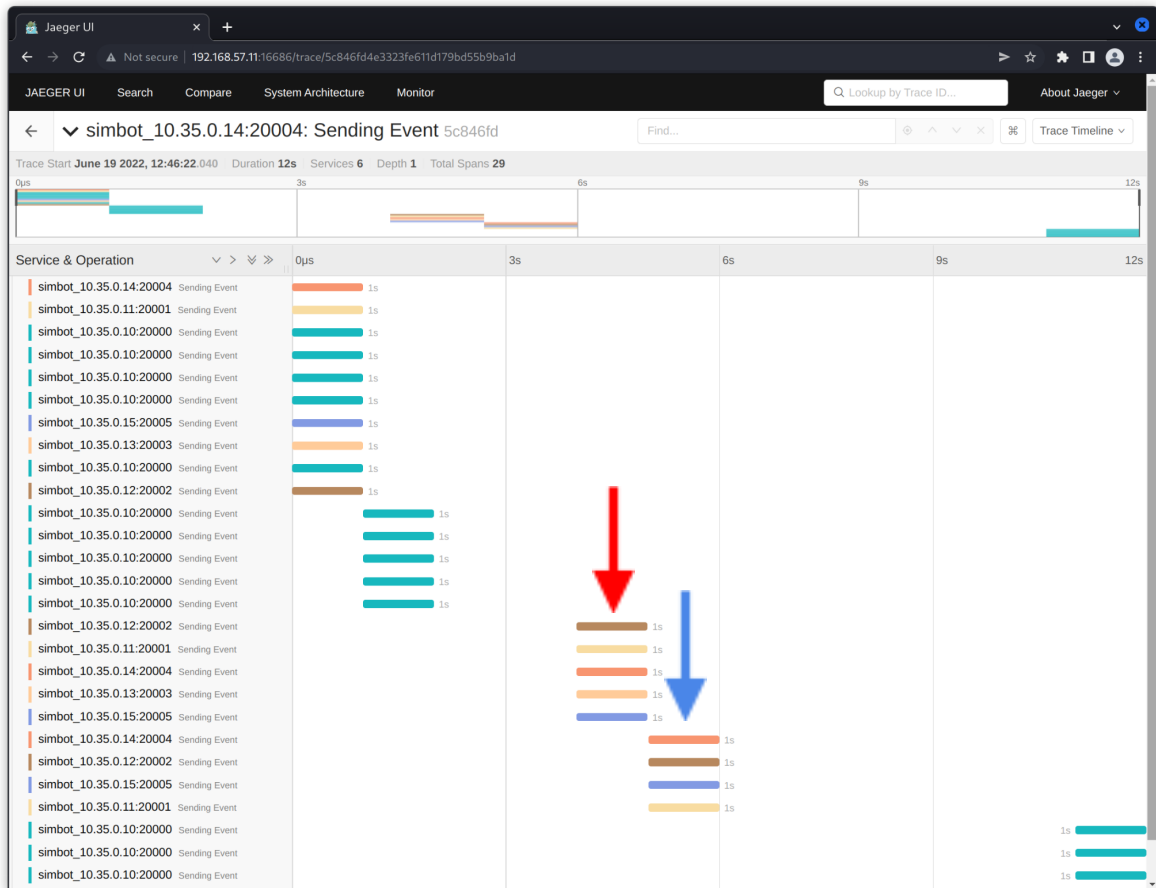 Jaeger UI
Not secure 192.168.57.11:16686/trace/5c846fd4e3323fe611d179bd55b9ba1d
JAEGER UI Search Compare System Architecture Monitor Lookup by Trace ID... About Jaeger
simbot_10.35.0.14:20004: Sending Event 5c846fd Find... Trace Timeline
Trace Start June 19 2022, 12:46:22.040 Duration 12s Services 6 Depth 1 Total Spans 29
0μs 3s 6s 9s 12s
Service & Operation 0μs 3s 6s 9s 12s
simbot_10.35.0.14:20004 Sending Event 1s
simbot_10.35.0.11:20001 Sending Event 1s
simbot_10.35.0.10:20000 Sending Event 1s
simbot_10.35.0.10:20000 Sending Event 1s
simbot_10.35.0.10:20000 Sending Event 1s
simbot_10.35.0.10:20000 Sending Event 1s
simbot_10.35.0.15:20005 Sending Event 1s
simbot_10.35.0.13:20003 Sending Event 1s
simbot_10.35.0.10:20000 Sending Event 1s
simbot_10.35.0.12:20002 Sending Event 1s
simbot_10.35.0.10:20000 Sending Event 1s
simbot_10.35.0.10:20000 Sending Event 1s
simbot_10.35.0.10:20000 Sending Event 1s
simbot_10.35.0.10:20000 Sending Event 1s
simbot_10.35.0.10:20000 Sending Event 1s
simbot_10.35.0.12:20002 Sending Event 1s
simbot_10.35.0.11:20001 Sending Event 1s
simbot_10.35.0.14:20004 Sending Event 1s
simbot_10.35.0.13:20003 Sending Event 1s
simbot_10.35.0.15:20005 Sending Event 1s
simbot_10.35.0.14:20004 Sending Event 1s
simbot_10.35.0.12:20002 Sending Event 1s
simbot_10.35.0.15:20005 Sending Event 1s
simbot_10.35.0.11:20001 Sending Event 1s
simbot_10.35.0.10:20000 Sending Event 1s
simbot_10.35.0.10:20000 Sending Event 1s
simbot_10.35.0.10:20000 Sending Event 1s